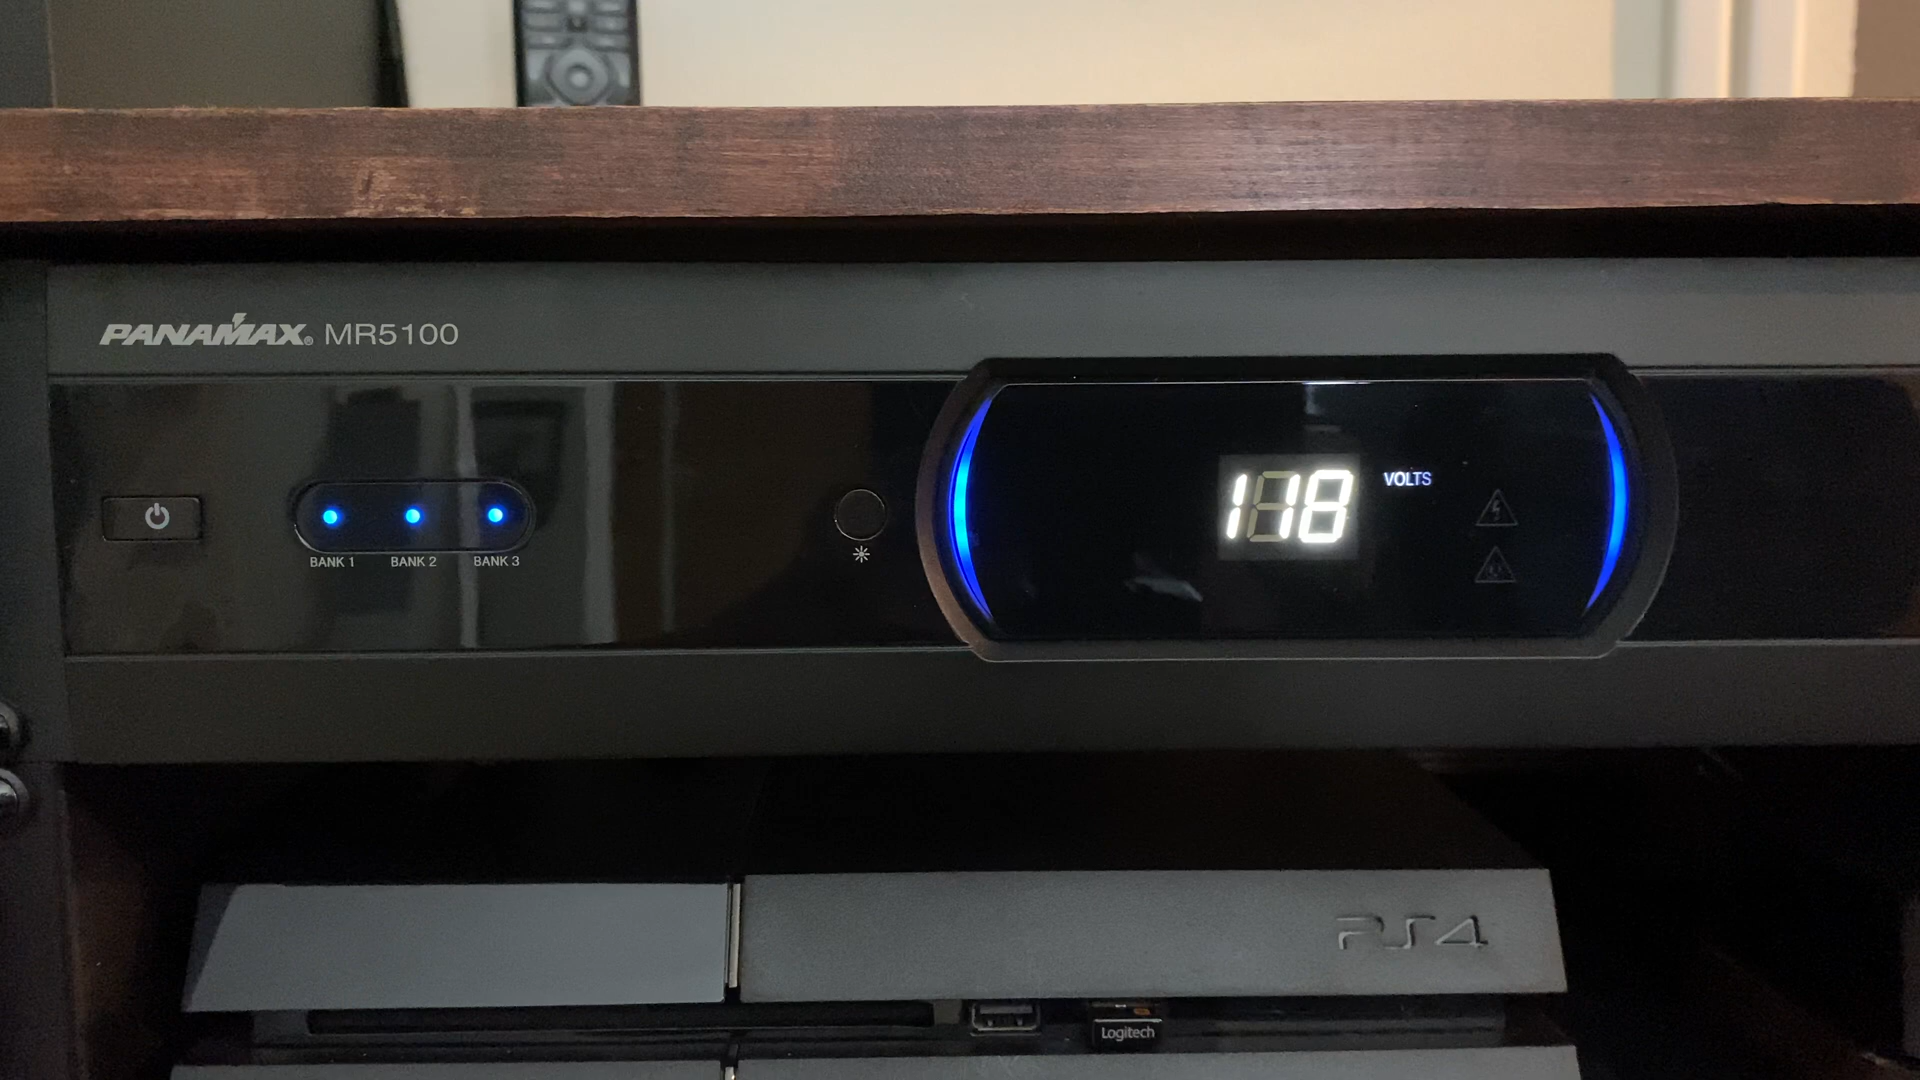 PANAMAX® MR5100
118 VOLTS
BANK 1 BANK 2 BANK 3
PS4
Logitech